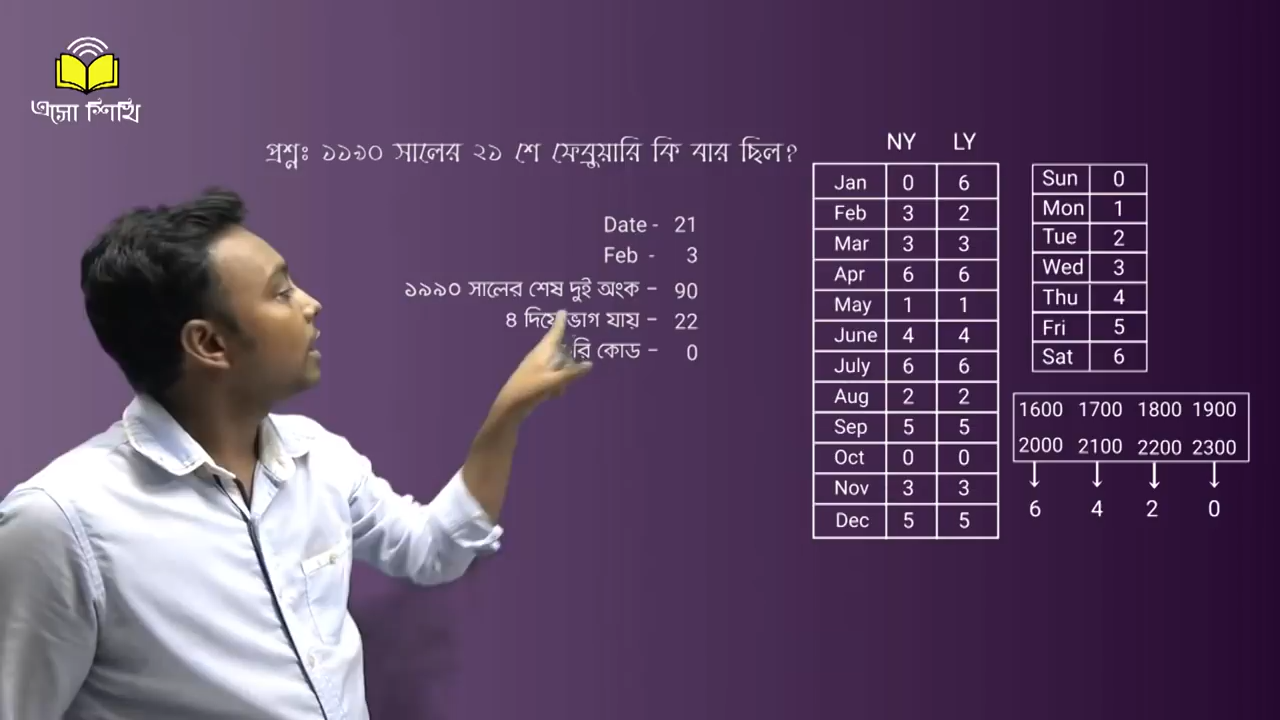 এসো শিখি
প্রশ্নঃ ১৯৯০ সালের ২১ শে ফেব্রুয়ারি কি বার ছিল?
Date - 21
Feb - 3
১৯৯০ সালের শেষ দুই অংক - 90
৪ দিয়ে ভাগ যায় - 22
রি কোড - 0
NY LY
Jan 0 6
Feb 3 2
Mar 3 3
Apr 6 6
May 1 1
June 4 4
July 6 6
Aug 2 2
Sep 5 5
Oct 0 0
Nov 3 3
Dec 5 5
Sun 0
Mon 1
Tue 2
Wed 3
Thu 4
Fri 5
Sat 6
1600 1700 1800 1900
2000 2100 2200 2300
6 4 2 0